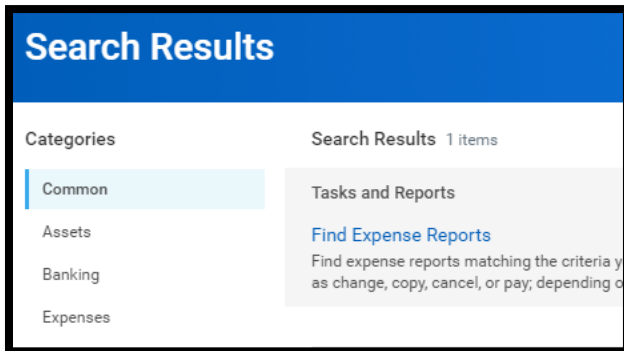 Search Results
Categories
Common
Assets
Banking
Expenses
Search Results 1 items
Tasks and Reports
Find Expense Reports
Find expense reports matching the criteria
as change, copy, cancel, or pay; depending